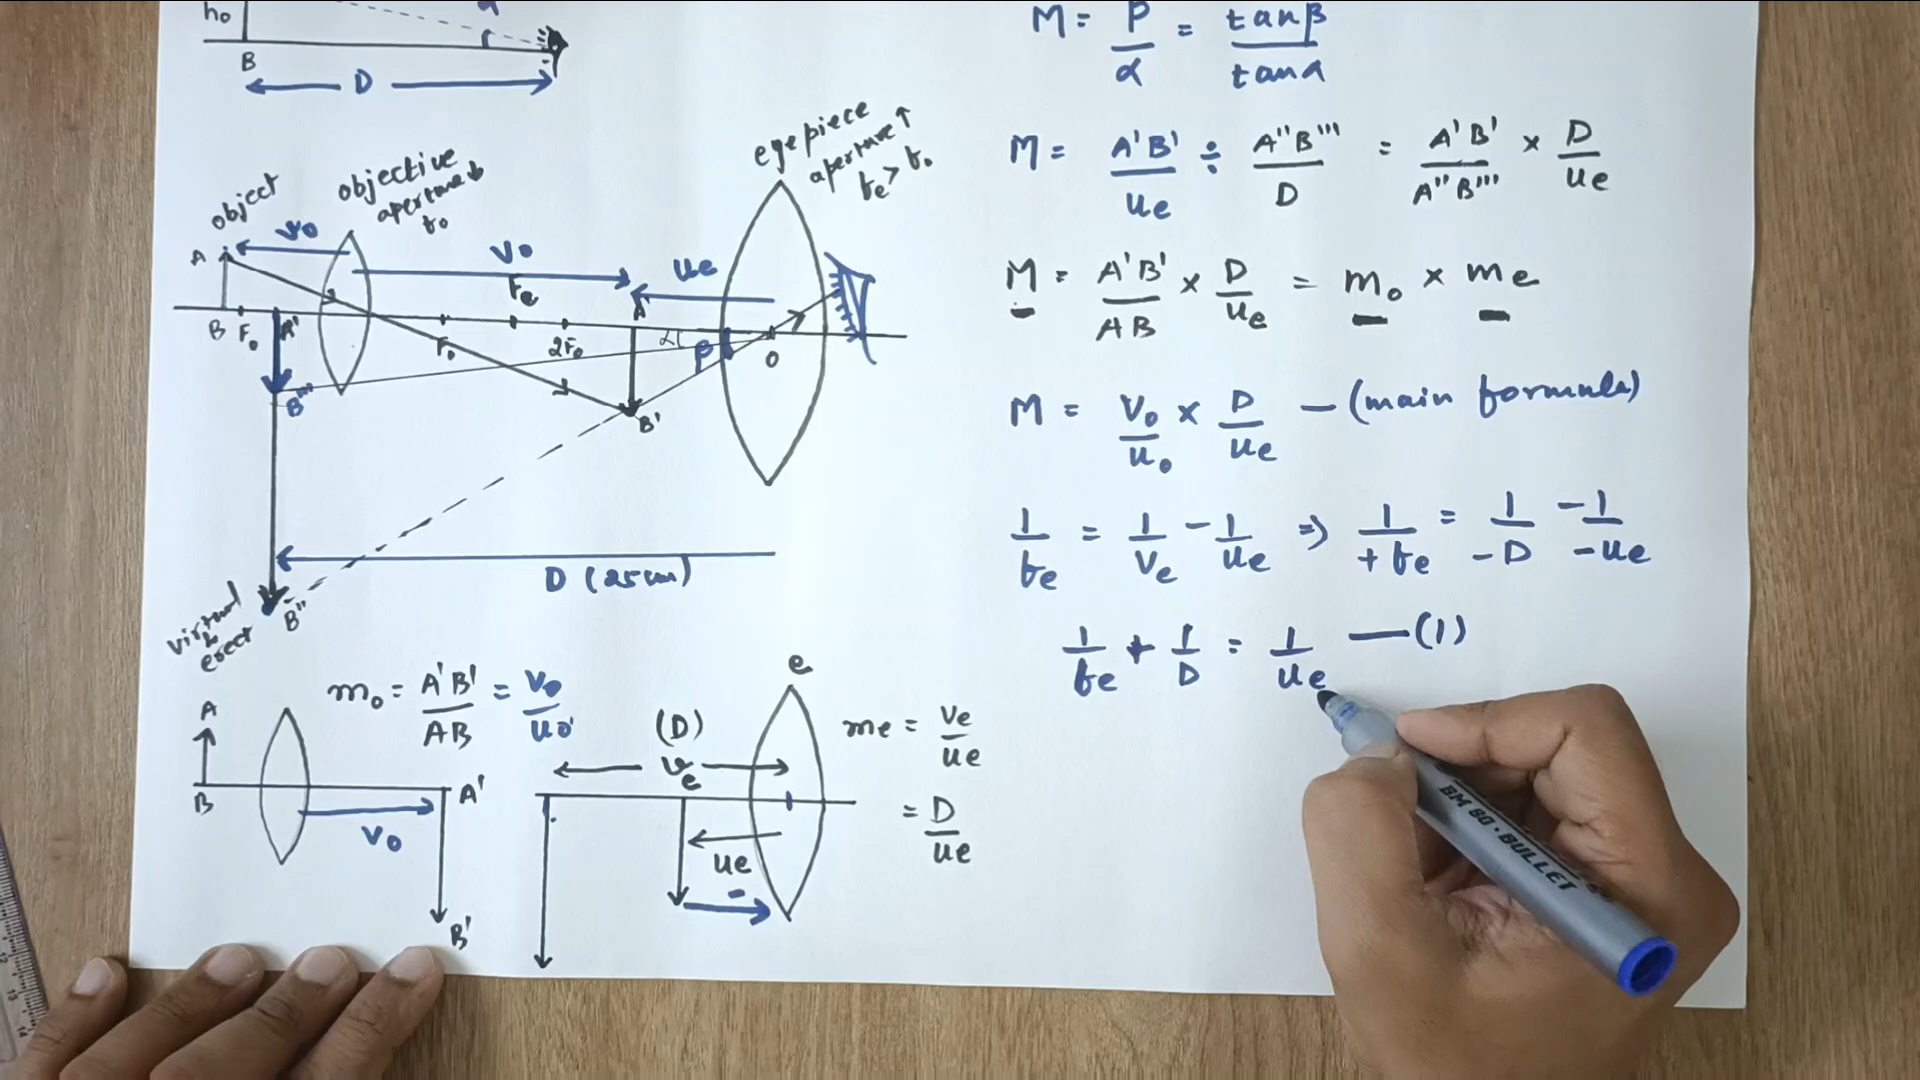 h₀
α
B
D
M = β/α = tanβ/tanα
eyepiece
aperture↑
fe > f₀
objective
aperture↓
f₀
object
M = A'B'/ue ÷ A''B'''/D = A'B'/A''B''' × D/ue
v₀
v₀
ue
A
Fe
A
B F₀ A' F₀ 2F₀ α β O
M = A'B'/AB × D/ue = m₀ × me
B'''
B'
M = v₀/u₀ × D/ue — (main formula)
D (25cm)
1/fe = 1/ve - 1/ue ⇒ 1/+fe = 1/-D - 1/-ue
B''
virtual
&
erect
1/fe + 1/D = 1/ue — (1)
m₀ = A'B'/AB = v₀/u₀
e
A
(D)
ve
me = ve/ue
B
A'
v₀
= D/ue
ue
B'
BM 80 · BULLET